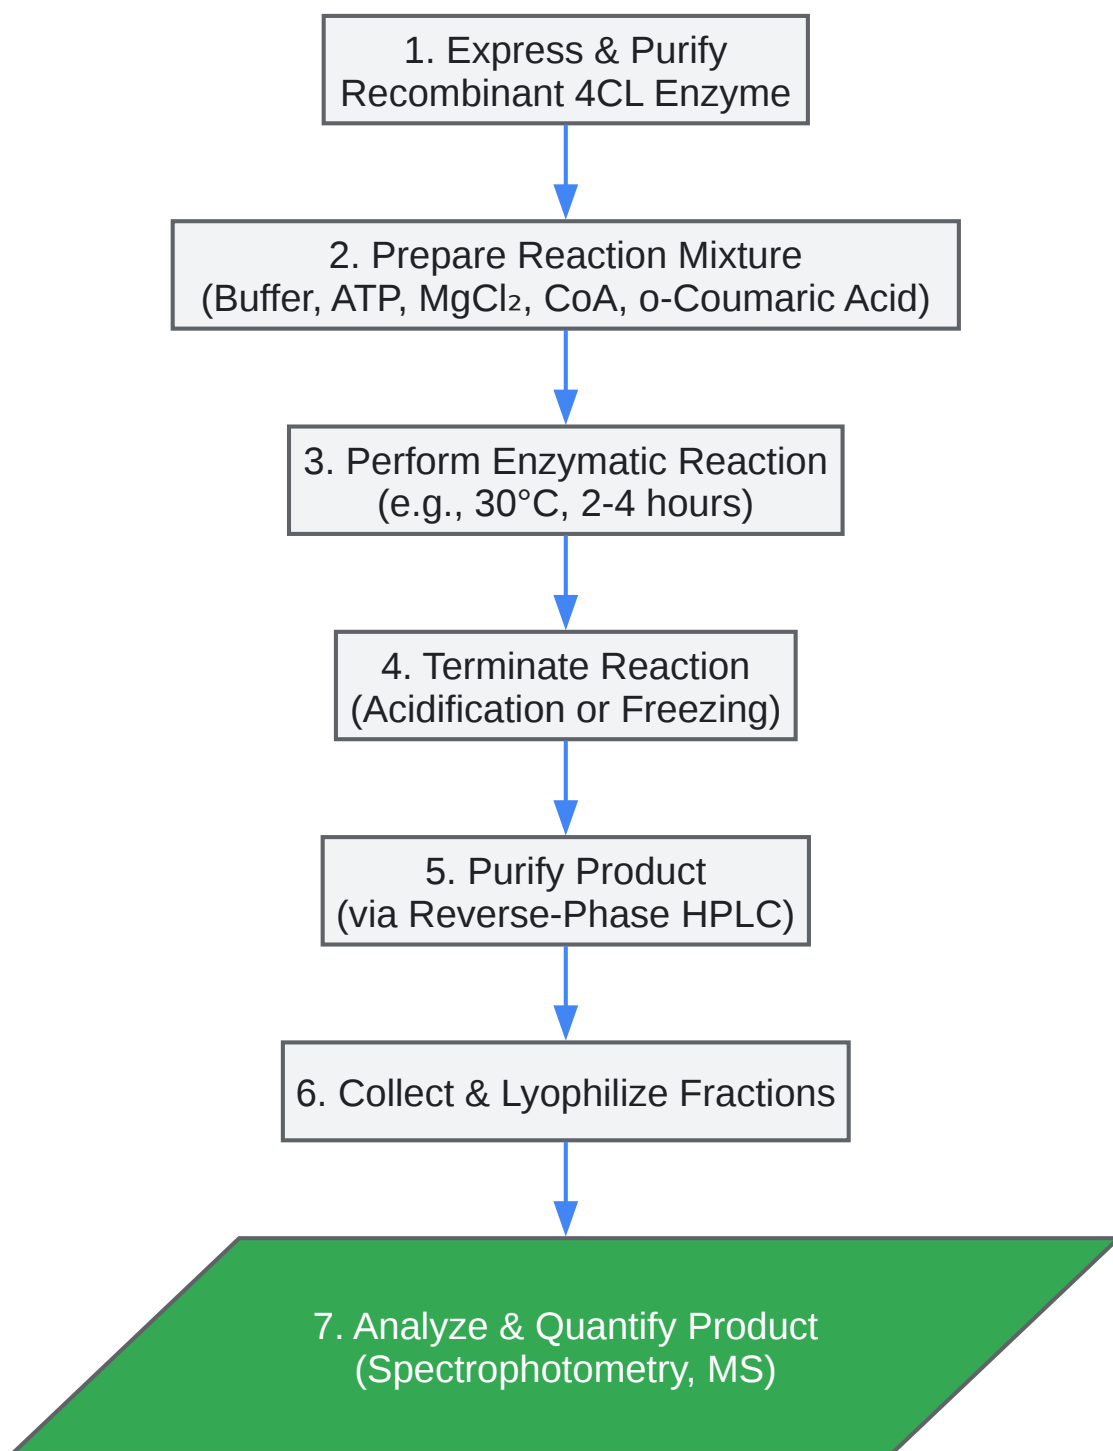 1. Express & Purify
Recombinant 4CL Enzyme
2. Prepare Reaction Mixture
(Buffer, ATP, MgCl₂, CoA, o-Coumaric Acid)
3. Perform Enzymatic Reaction
(e.g., 30°C, 2-4 hours)
4. Terminate Reaction
(Acidification or Freezing)
5. Purify Product
(via Reverse-Phase HPLC)
6. Collect & Lyophilize Fractions
7. Analyze & Quantify Product
(Spectrophotometry, MS)